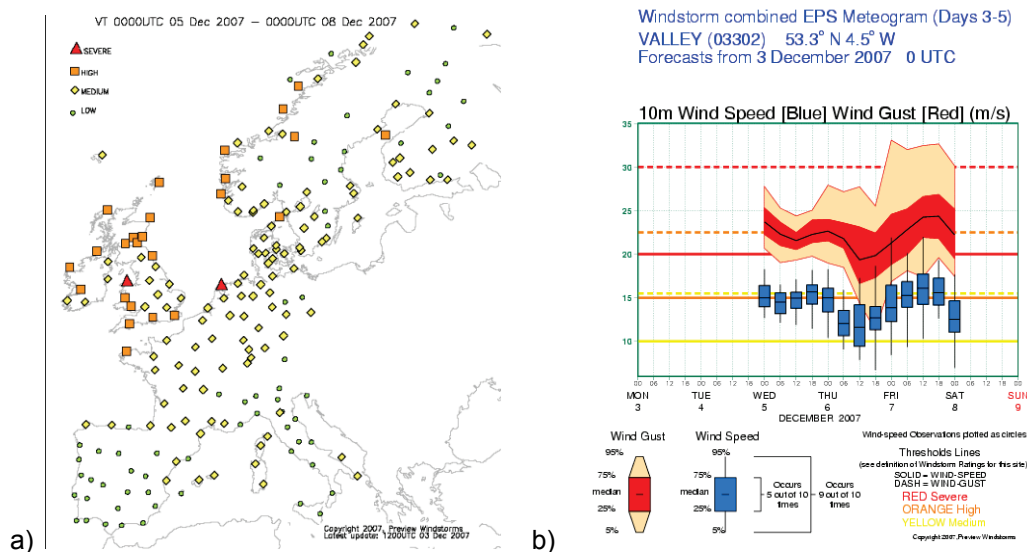 VT 0000UTC 05 Dec 2007 – 0000UTC 08 Dec 2007
SEVERE
HIGH
MEDIUM
LOW
Copyright 2007, Preview Windstorms
Latest update: 1200UTC 03 Dec 2007
a)
Windstorm combined EPS Meteogram (Days 3-5)
VALLEY (03302) 53.3° N 4.5° W
Forecasts from 3 December 2007 0 UTC
10m Wind Speed [Blue] Wind Gust [Red] (m/s)
35
30
25
20
15
10
00 06 12 18 00 06 12 18 00 06 12 18 00 06 12 18 00 06 12 18 00 06 12 18 00
MON TUE WED THU FRI SAT SUN
3 4 5 6 7 8 9
DECEMBER 2007
Wind Gust Wind Speed
95% 95%
75% 75%
median median
25% 25%
5% 5%
Occurs
5 out of 10
times
Occurs
9 out of 10
times
Wind-speed Observations plotted as circles
Thresholds Lines
(see definition of Windstorm Ratings for this site)
SOLID = WIND-SPEED
DASH = WIND-GUST
RED Severe
ORANGE High
YELLOW Medium
Copyright 2007, Preview Windstorms
b)